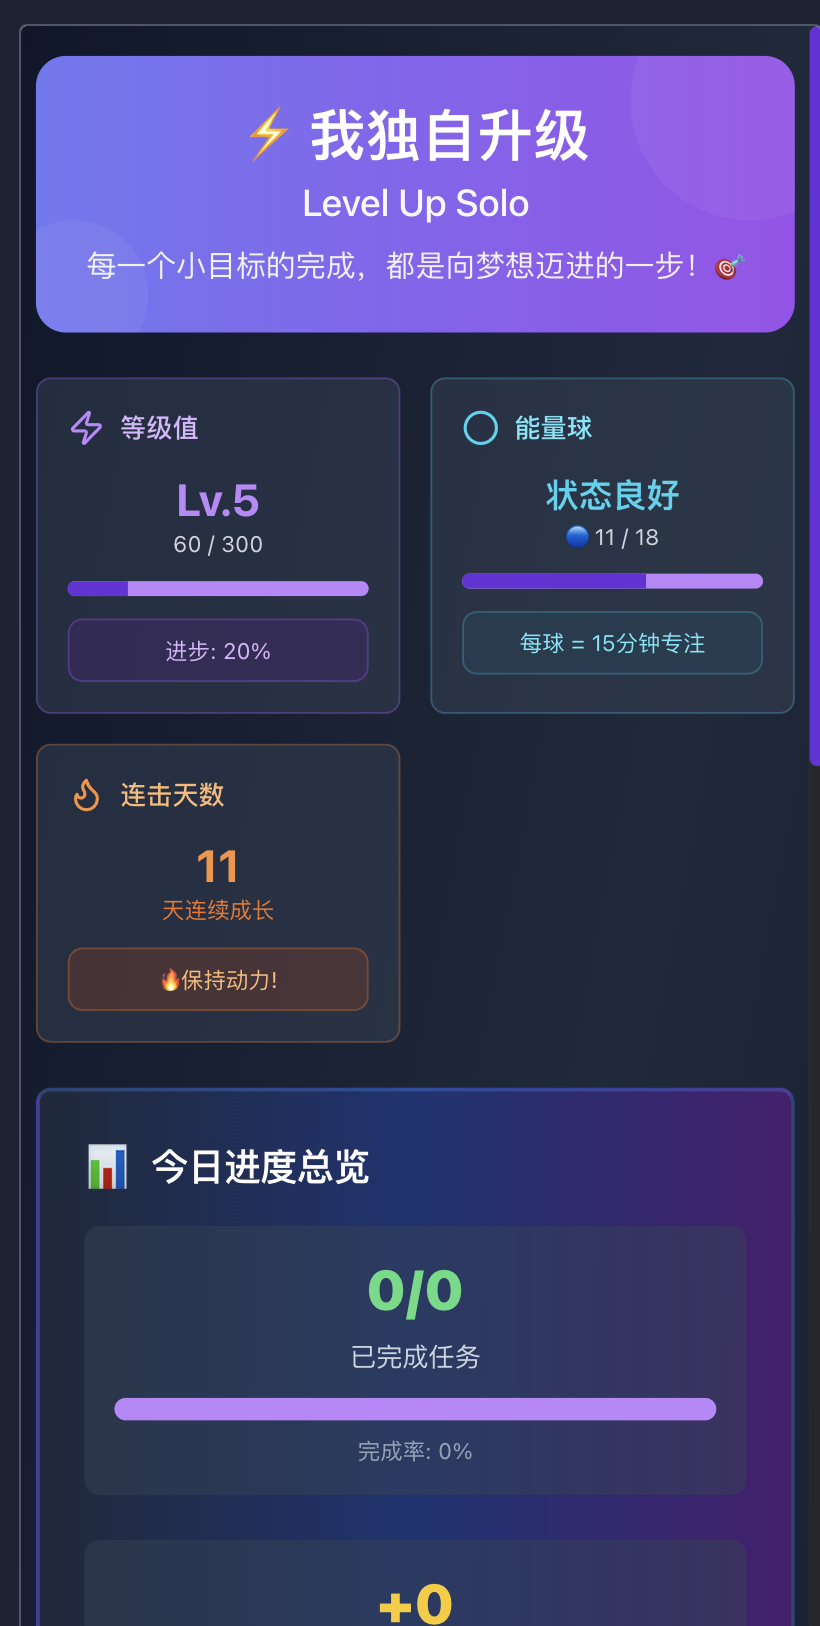 ⚡ 我独自升级
Level Up Solo
每一个小目标的完成，都是向梦想迈进的一步！🎯
等级值
Lv.5
60 / 300
进步: 20%
能量球
状态良好
🔵 11 / 18
每球 = 15分钟专注
连击天数
11
天连续成长
🔥保持动力!
📊 今日进度总览
0/0
已完成任务
完成率: 0%
+0